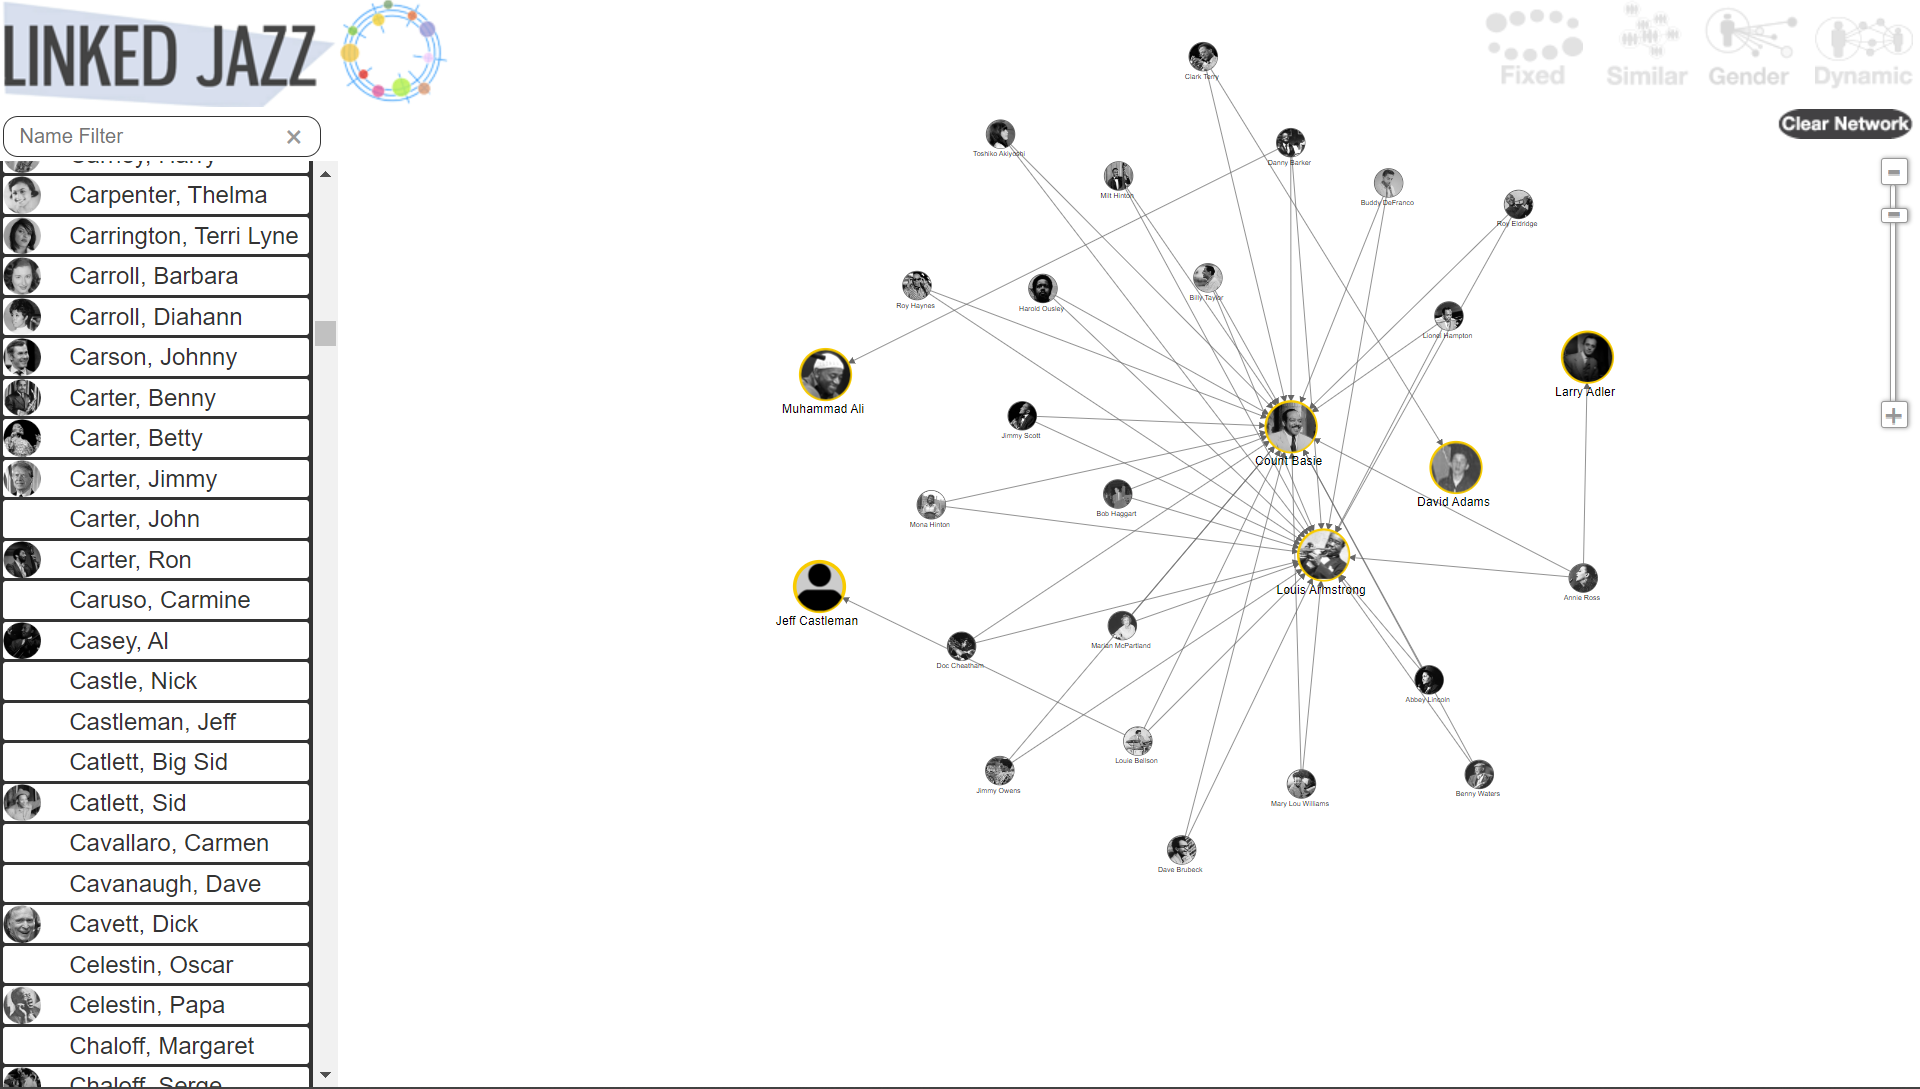 LINKED JAZZ
Fixed
Similar
Gender
Dynamic
Clear Network
Name Filter
Carney, Harry
Carpenter, Thelma
Carrington, Terri Lyne
Carroll, Barbara
Carroll, Diahann
Carson, Johnny
Carter, Benny
Carter, Betty
Carter, Jimmy
Carter, John
Carter, Ron
Caruso, Carmine
Casey, Al
Castle, Nick
Castleman, Jeff
Catlett, Big Sid
Catlett, Sid
Cavallaro, Carmen
Cavanaugh, Dave
Cavett, Dick
Celestin, Oscar
Celestin, Papa
Chaloff, Margaret
Chaloff, Serge
Clark Terry
Toshiko Akiyoshi
Danny Barker
Milt Hinton
Buddy DeFranco
Roy Eldridge
Billy Taylor
Roy Haynes
Harold Ousley
Lionel Hampton
Larry Adler
Muhammad Ali
Jimmy Scott
Count Basie
David Adams
Bob Haggart
Mona Hinton
Louis Armstrong
Annie Ross
Jeff Castleman
Marian McPartland
Doc Cheatham
Abbey Lincoln
Louie Bellson
Jimmy Owens
Benny Waters
Mary Lou Williams
Dave Brubeck